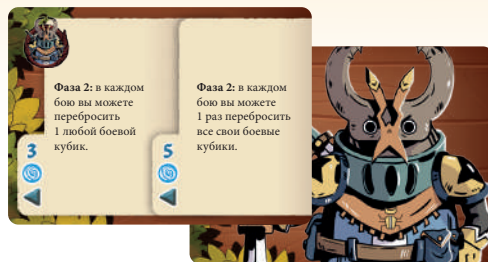 Фаза 2: в каждом
бою вы можете
перебросить
1 любой боевой
кубик.
3
Фаза 2: в каждом
бою вы можете
1 раз перебросить
все свои боевые
кубики.
5